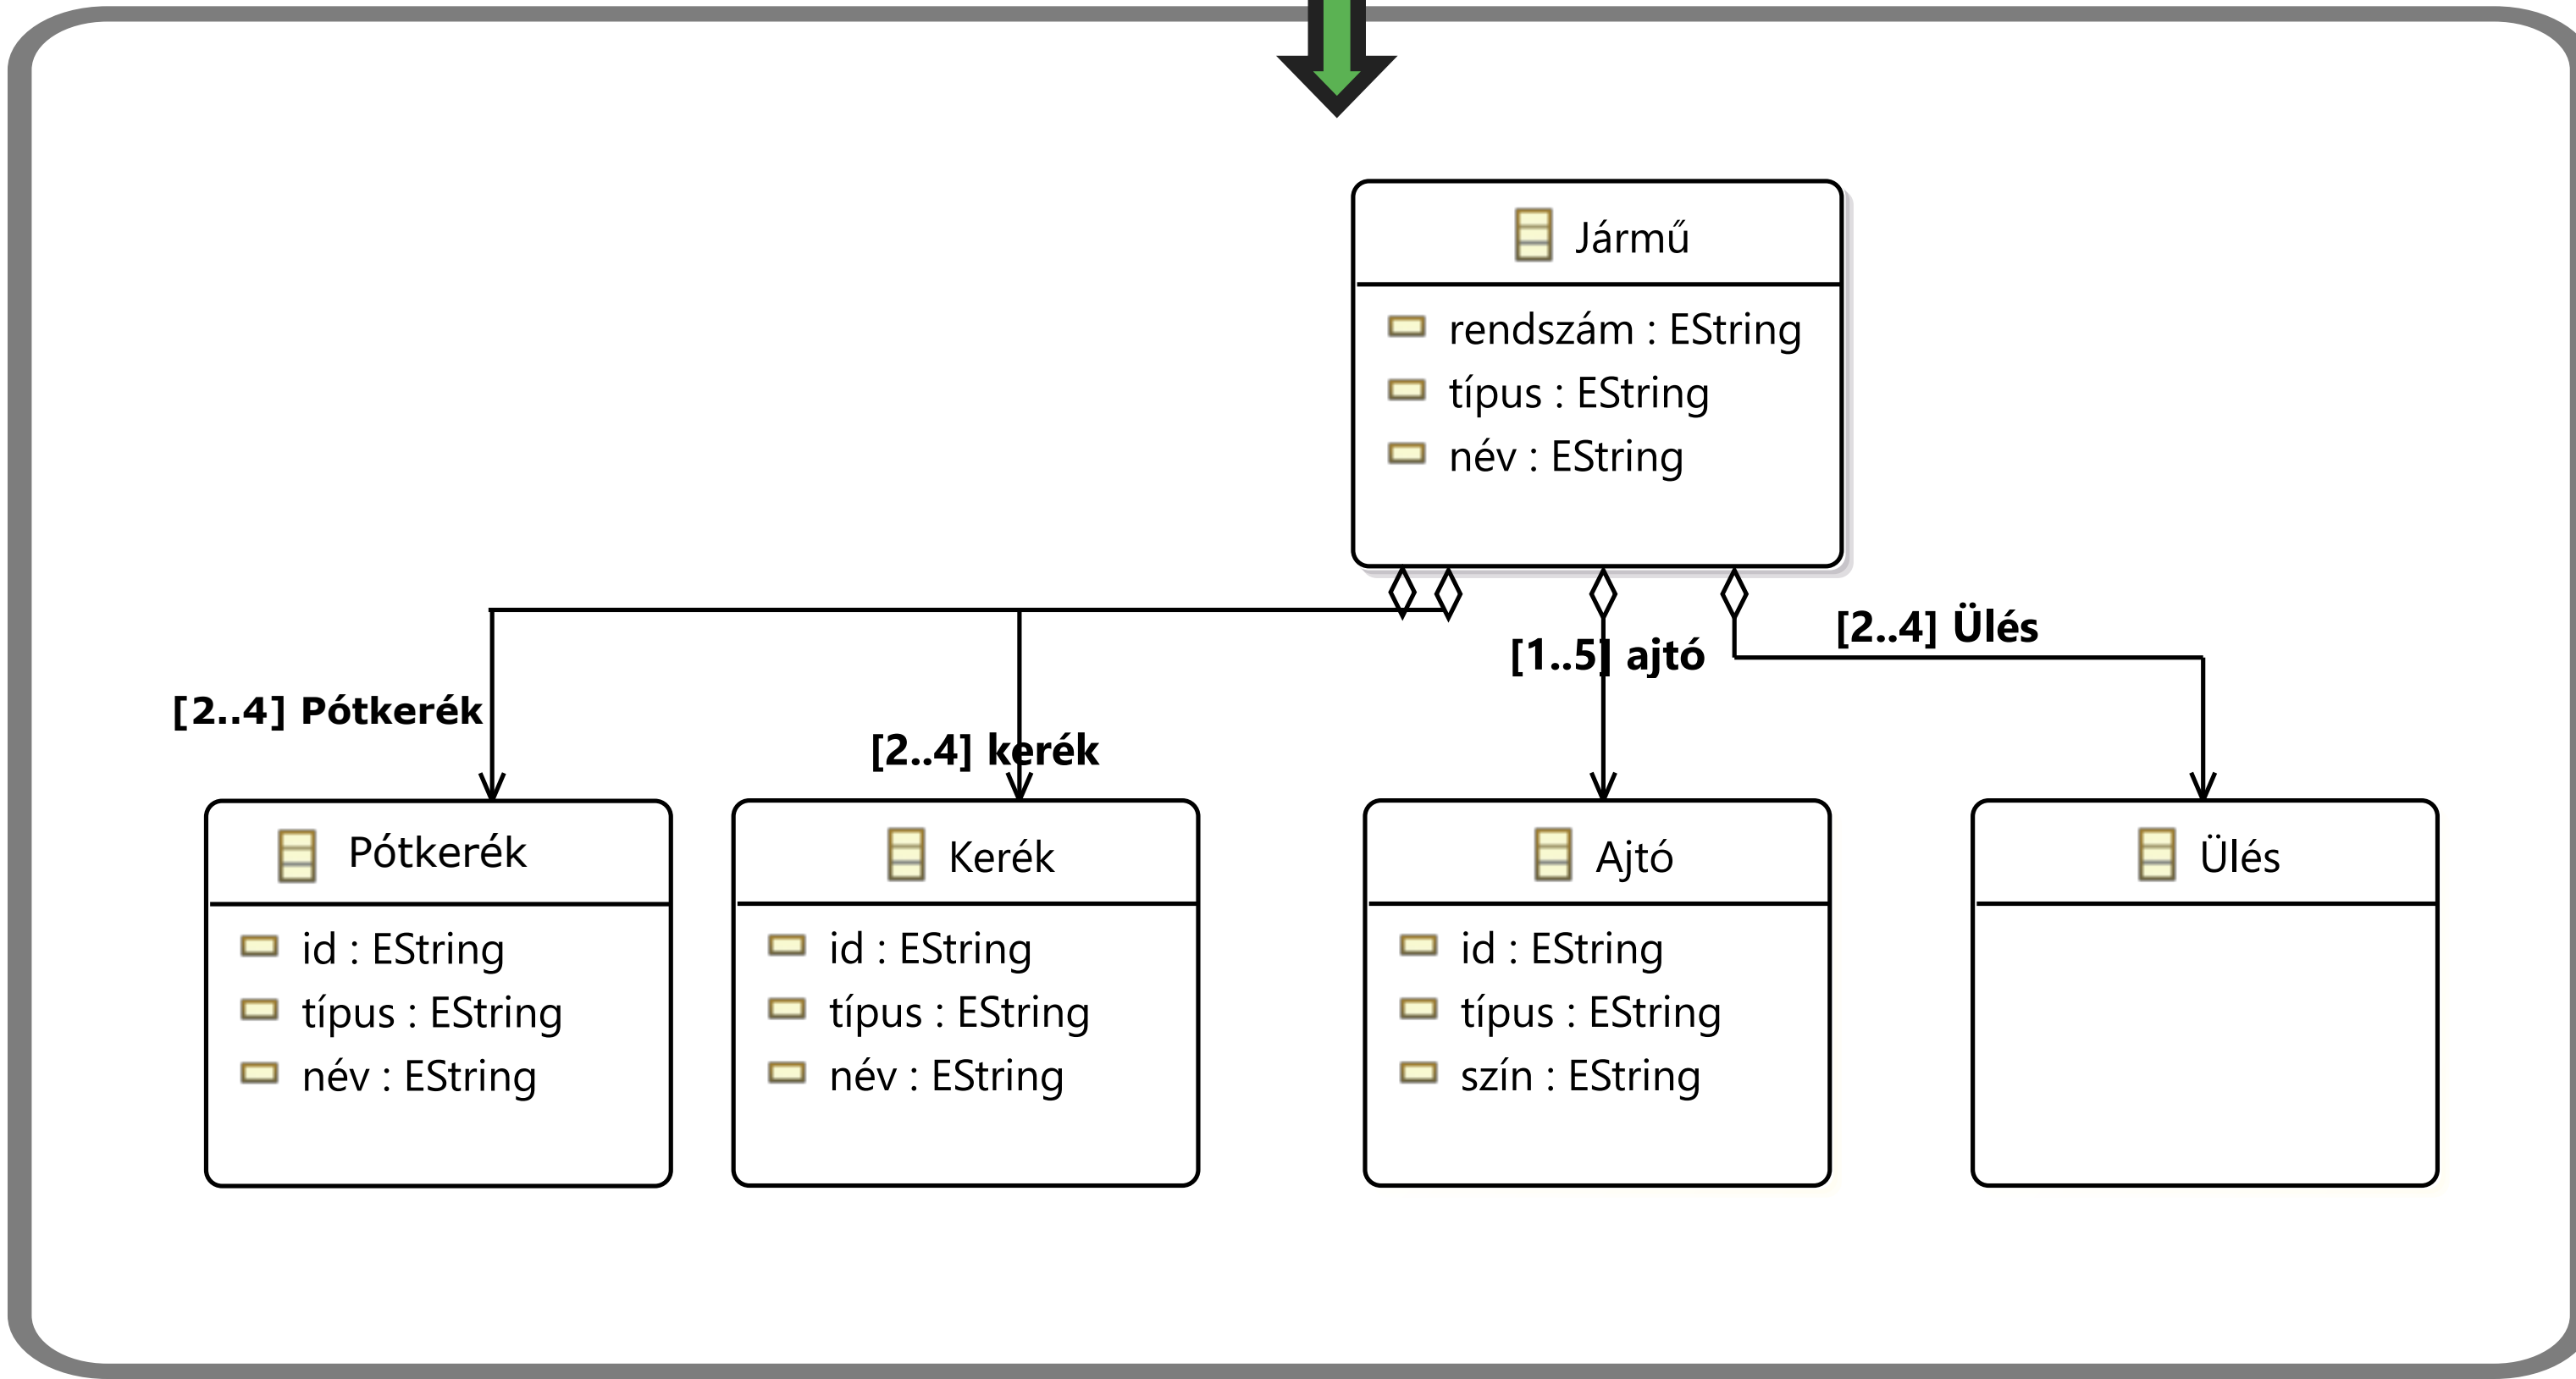 Jármű
rendszám : EString
típus : EString
név : EString
[2..4] Ülés
[1..5] ajtó
[2..4] Pótkerék
[2..4] kerék
Pótkerék
id : EString
típus : EString
név : EString
Kerék
id : EString
típus : EString
név : EString
Ajtó
id : EString
típus : EString
szín : EString
Ülés